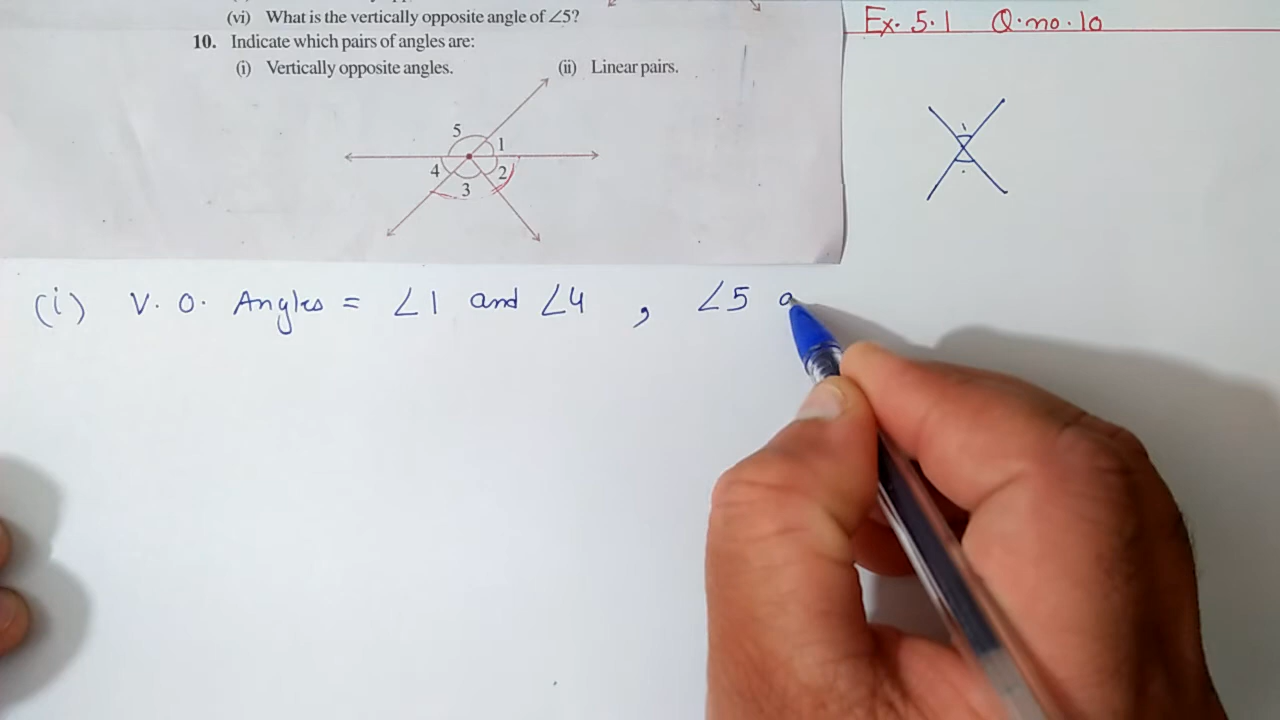 (vi) What is the vertically opposite angle of ∠5?
Ex. 5.1 Q.no.10
10. Indicate which pairs of angles are:
(i) Vertically opposite angles. (ii) Linear pairs.
5
1
4
2
3
(i) V. O. Angles = ∠1 and ∠4 , ∠5 a